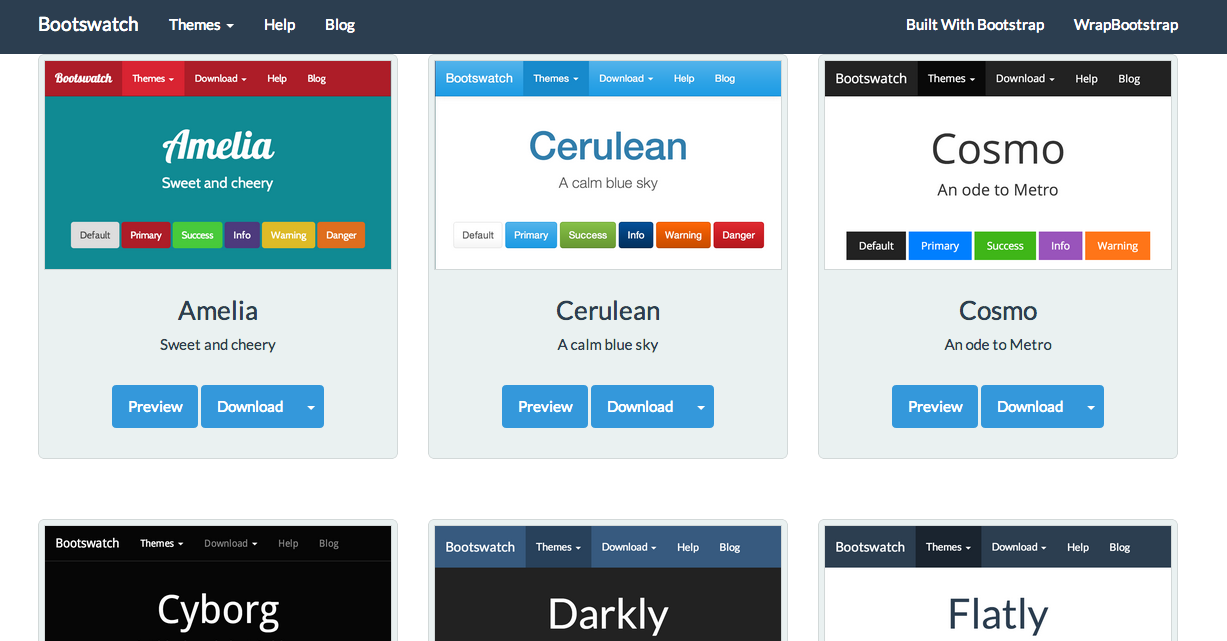 Bootswatch Themes Help Blog Built With Bootstrap WrapBootstrap
Bootswatch Themes Download Help Blog
Amelia
Sweet and cheery
Default Primary Success Info Warning Danger
Amelia
Sweet and cheery
Preview Download
Bootswatch Themes Download Help Blog
Cerulean
A calm blue sky
Default Primary Success Info Warning Danger
Cerulean
A calm blue sky
Preview Download
Bootswatch Themes Download Help Blog
Cosmo
An ode to Metro
Default Primary Success Info Warning
Cosmo
An ode to Metro
Preview Download
Bootswatch Themes Download Help Blog
Cyborg
Bootswatch Themes Download Help Blog
Darkly
Bootswatch Themes Download Help Blog
Flatly